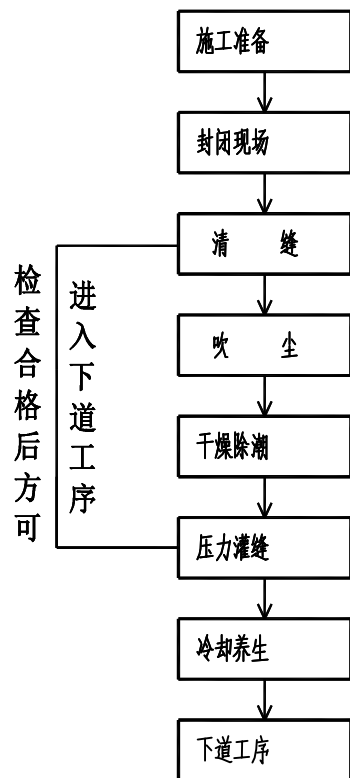 施工准备
封闭现场
清 缝
吹 尘
干燥除潮
压力灌缝
冷却养生
下道工序
检查合格后方可
进入下道工序